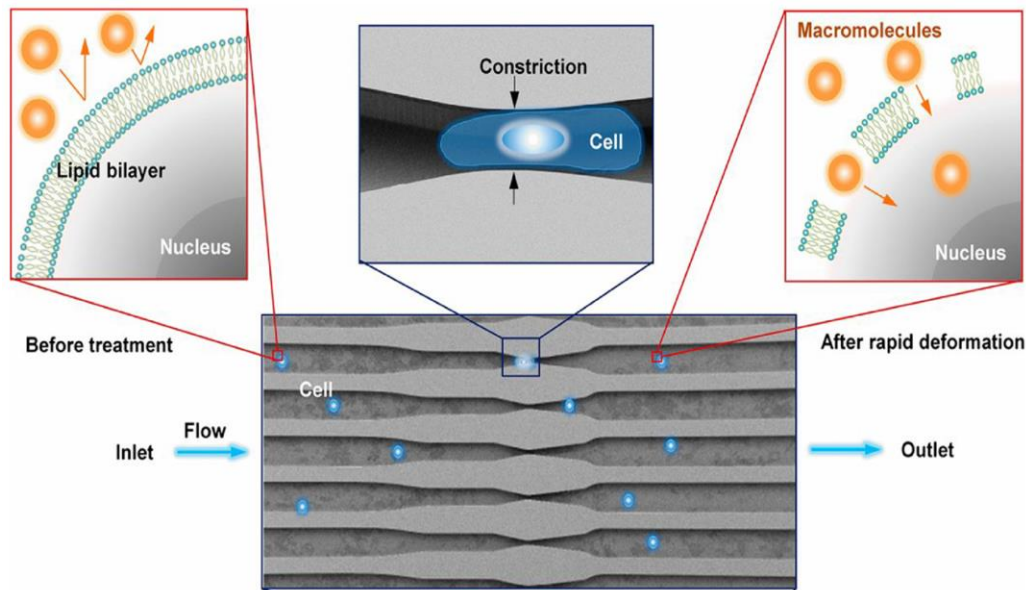 Macromolecules
Constriction
Cell
Lipid bilayer
Nucleus
Nucleus
Before treatment
After rapid deformation
Cell
Flow
Inlet
Outlet